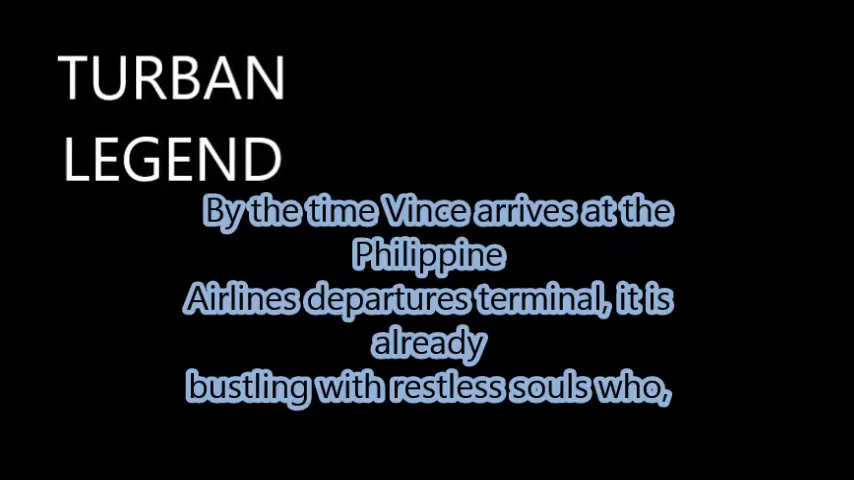 TURBAN
LEGEND
By the time Vince arrives at the
Philippine
Airlines departures terminal, it is
already
bustling with restless souls who,